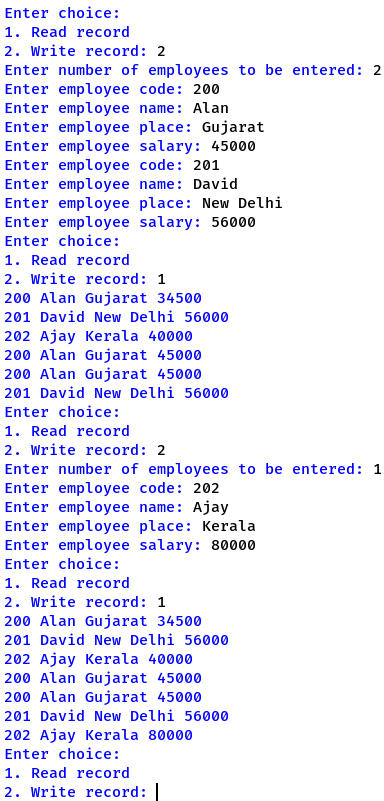 Enter choice:
1. Read record
2. Write record: 2
Enter number of employees to be entered: 2
Enter employee code: 200
Enter employee name: Alan
Enter employee place: Gujarat
Enter employee salary: 45000
Enter employee code: 201
Enter employee name: David
Enter employee place: New Delhi
Enter employee salary: 56000
Enter choice:
1. Read record
2. Write record: 1
200 Alan Gujarat 34500
201 David New Delhi 56000
202 Ajay Kerala 40000
200 Alan Gujarat 45000
200 Alan Gujarat 45000
201 David New Delhi 56000
Enter choice:
1. Read record
2. Write record: 2
Enter number of employees to be entered: 1
Enter employee code: 202
Enter employee name: Ajay
Enter employee place: Kerala
Enter employee salary: 80000
Enter choice:
1. Read record
2. Write record: 1
200 Alan Gujarat 34500
201 David New Delhi 56000
202 Ajay Kerala 40000
200 Alan Gujarat 45000
200 Alan Gujarat 45000
201 David New Delhi 56000
202 Ajay Kerala 80000
Enter choice:
1. Read record
2. Write record: